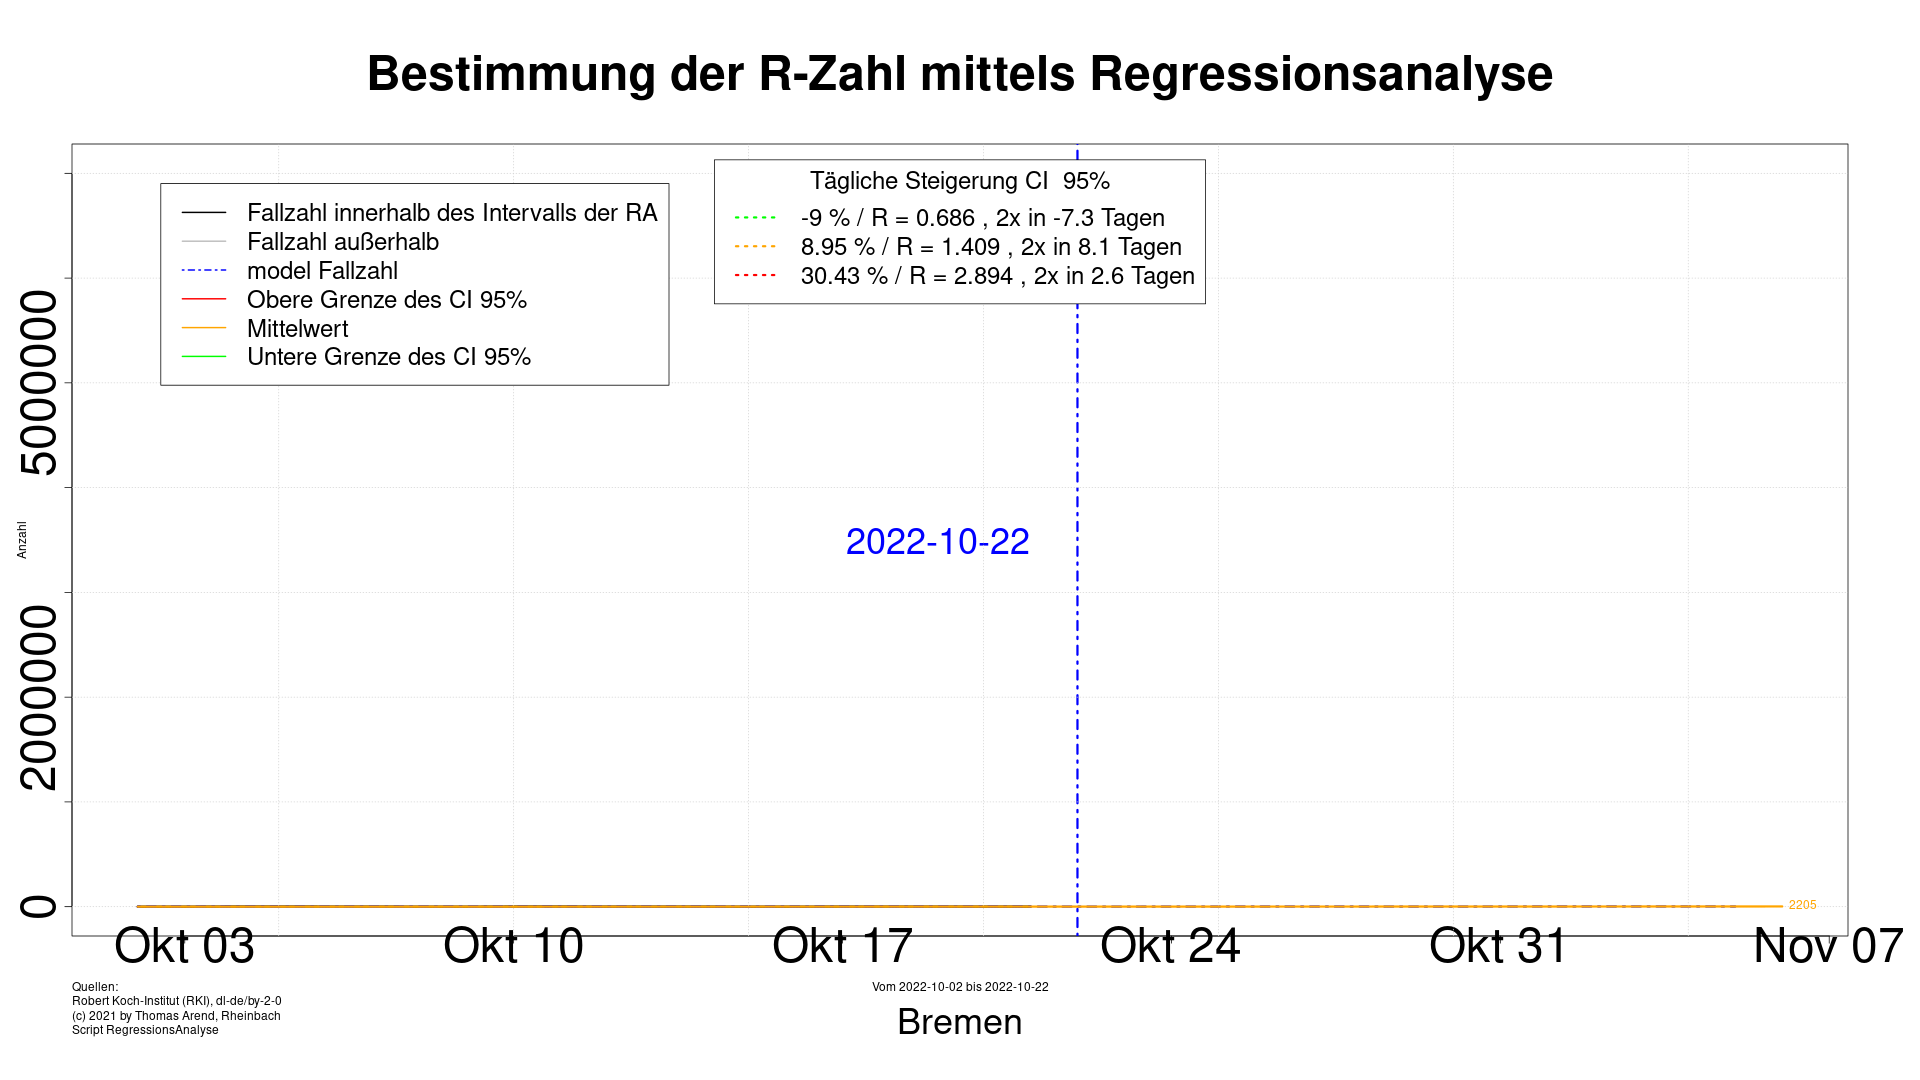 Bestimmung der R-Zahl mittels Regressionsanalyse
Fallzahl innerhalb des Intervalls der RA
Fallzahl außerhalb
model Fallzahl
Obere Grenze des CI 95%
Mittelwert
Untere Grenze des CI 95%
Tägliche Steigerung CI  95%
-9 % / R = 0.686 , 2x in -7.3 Tagen
8.95 % / R = 1.409 , 2x in 8.1 Tagen
30.43 % / R = 2.894 , 2x in 2.6 Tagen
5000000
2000000
0
Anzahl
2022-10-22
2205
Okt 03
Okt 10
Okt 17
Okt 24
Okt 31
Nov 07
Quellen:
Robert Koch-Institut (RKI), dl-de/by-2-0
(c) 2021 by Thomas Arend, Rheinbach
Script RegressionsAnalyse
Vom 2022-10-02 bis 2022-10-22
Bremen